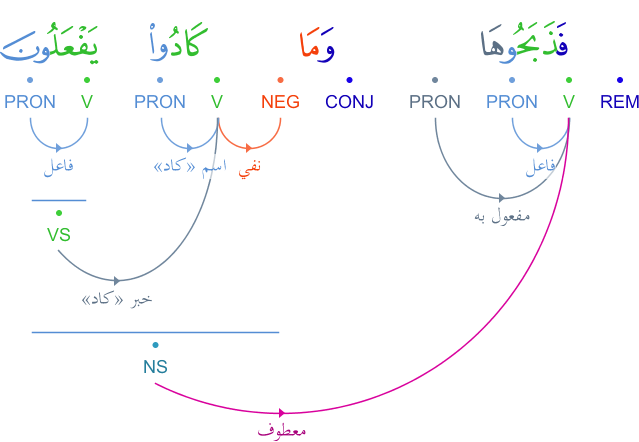 فَذَبَحُوهَا وَمَا كَادُوا۟ يَفْعَلُونَ
REM V PRON PRON CONJ NEG V PRON V PRON
فاعل نفي اسم «كاد» فاعل
مفعول به
VS
خبر «كاد»
NS
معطوف